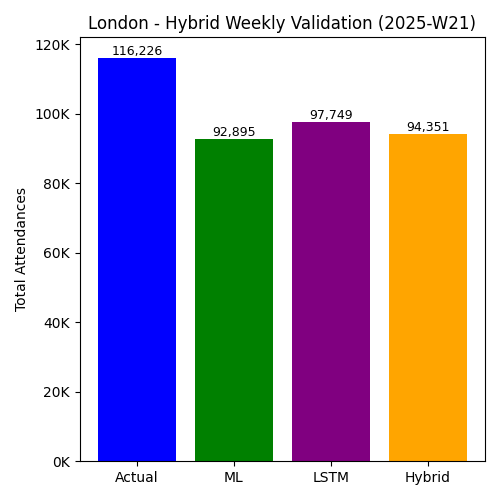 London - Hybrid Weekly Validation (2025-W21)
Total Attendances
120K
100K
80K
60K
40K
20K
0K
116,226
92,895
97,749
94,351
Actual
ML
LSTM
Hybrid